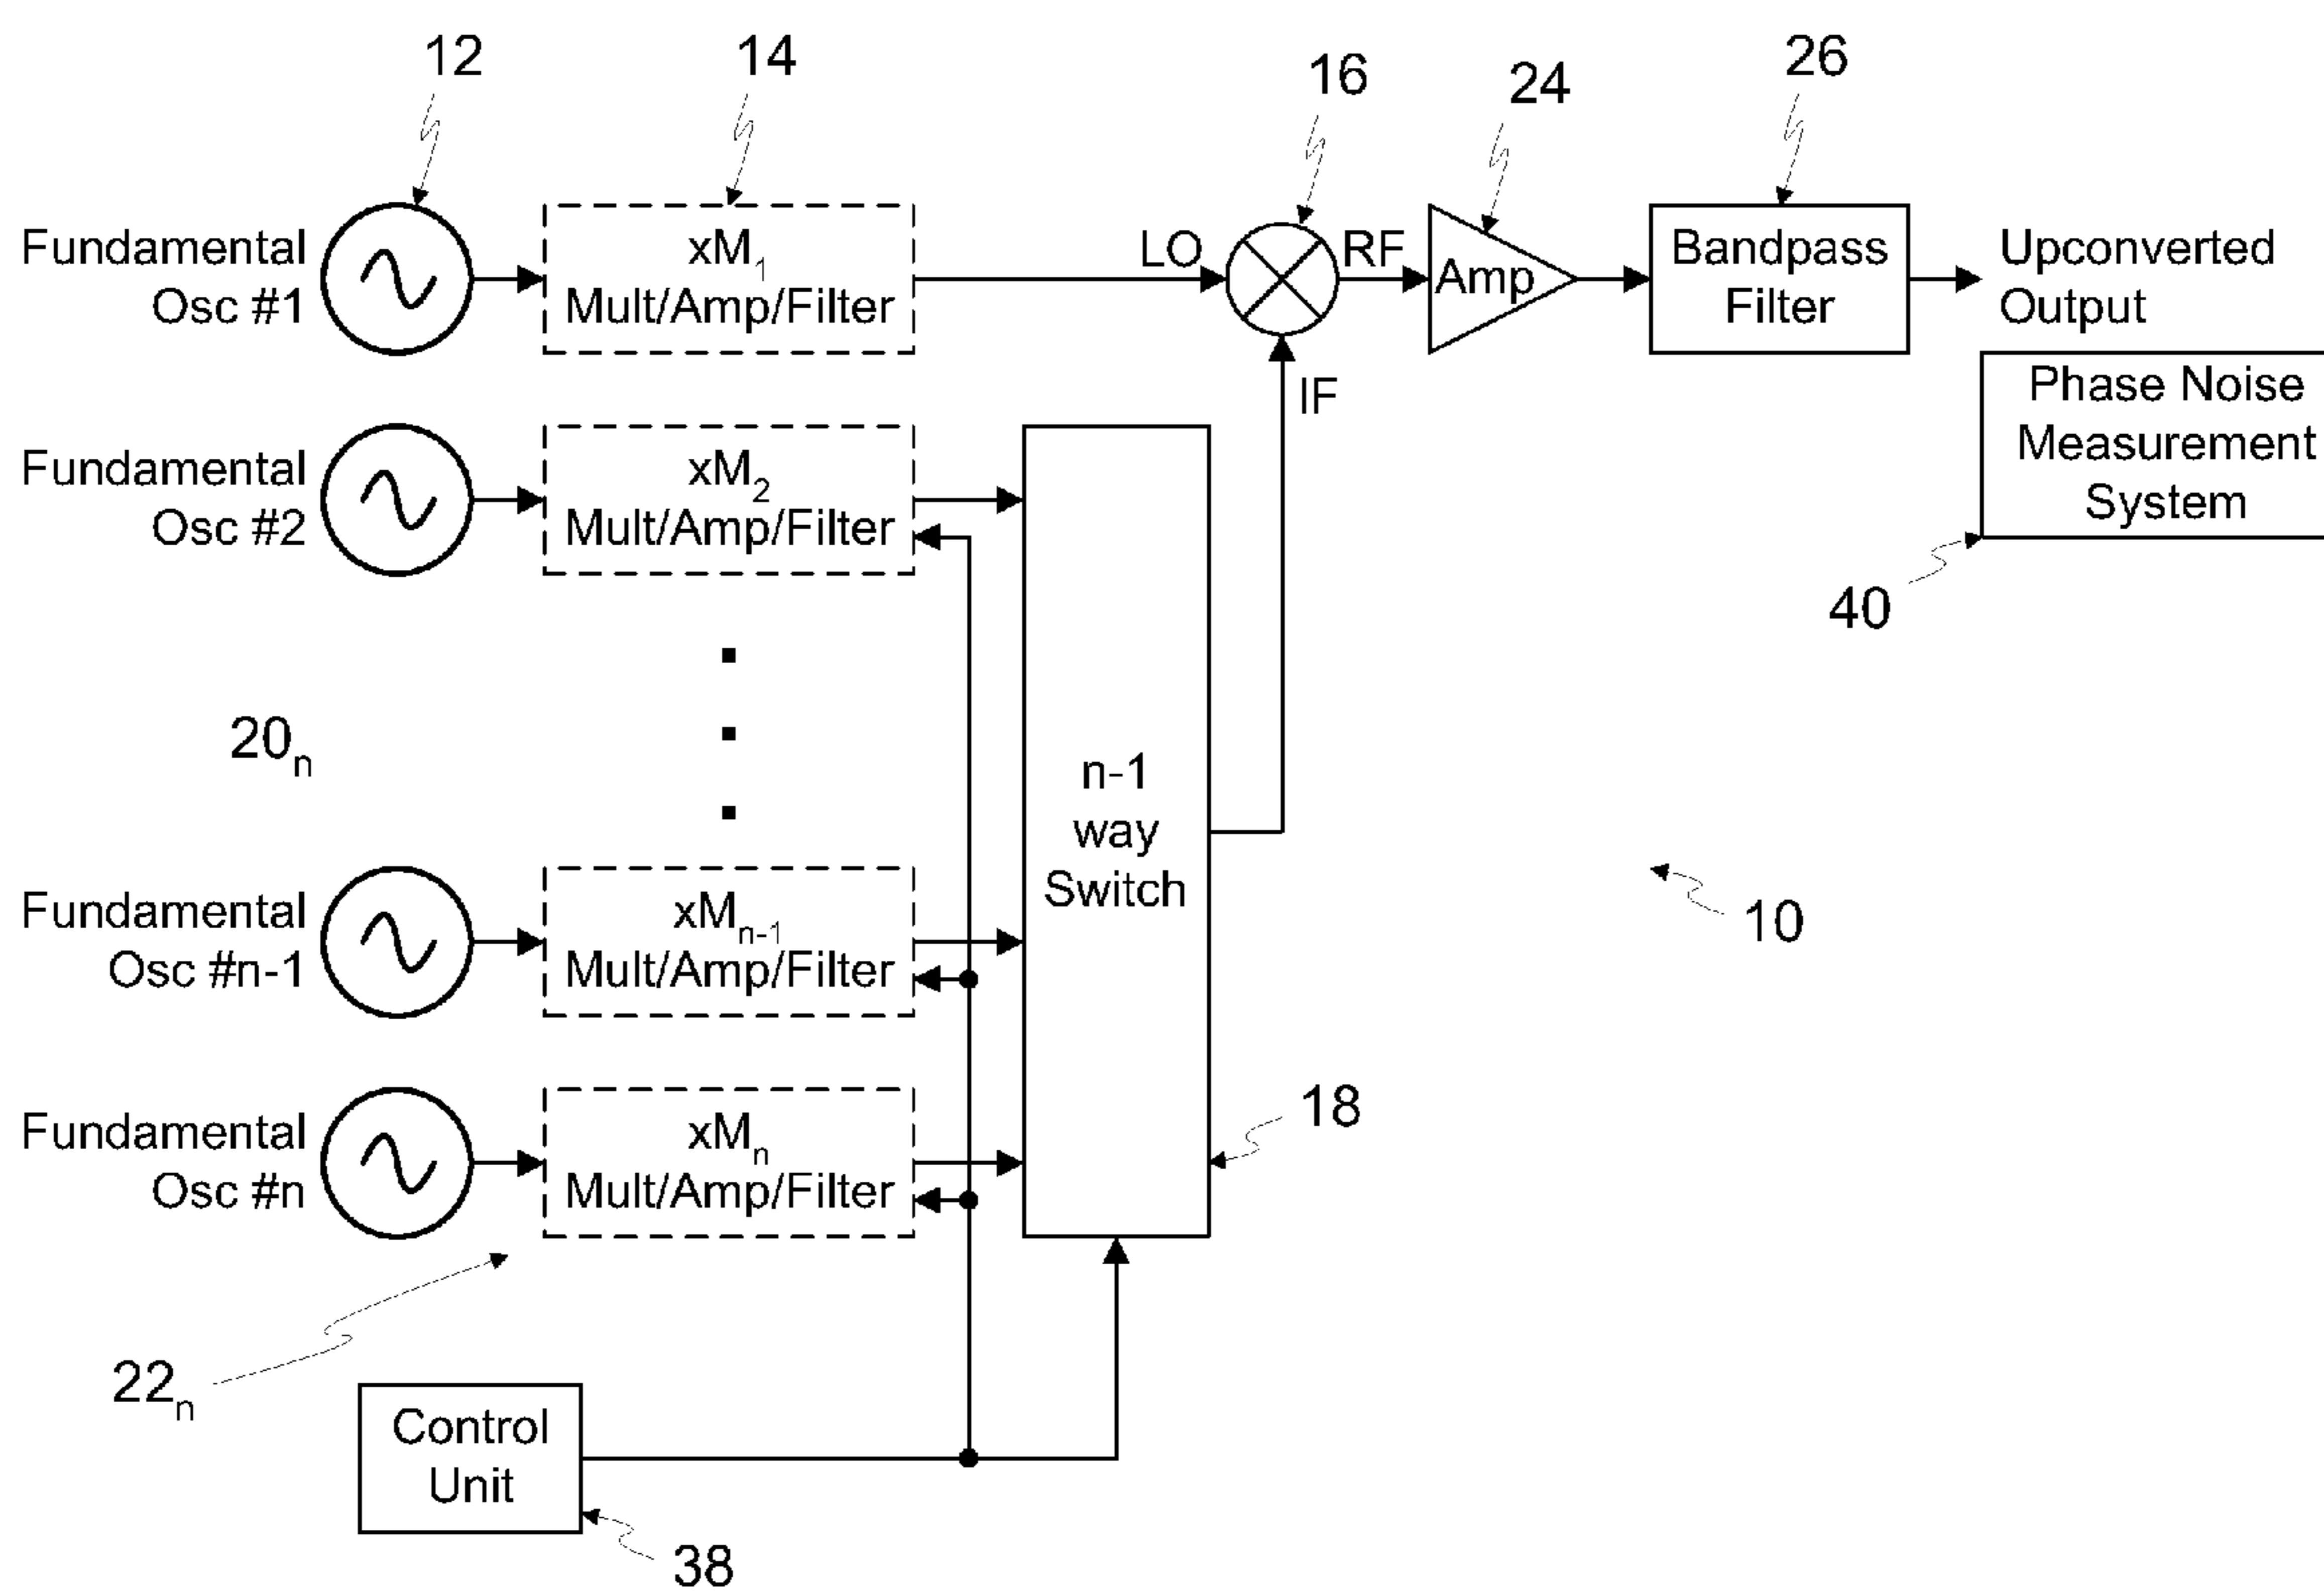 12
14
16
24
26
Fundamental
Osc #1
xM₁
Mult/Amp/Filter
LO
RF
Amp
Bandpass
Filter
Upconverted
Output
IF
Phase Noise
Measurement
System
40
Fundamental
Osc #2
xM₂
Mult/Amp/Filter
20ₙ
n-1
way
Switch
10
Fundamental
Osc #n-1
xMₙ₋₁
Mult/Amp/Filter
Fundamental
Osc #n
xMₙ
Mult/Amp/Filter
18
22ₙ
Control
Unit
38